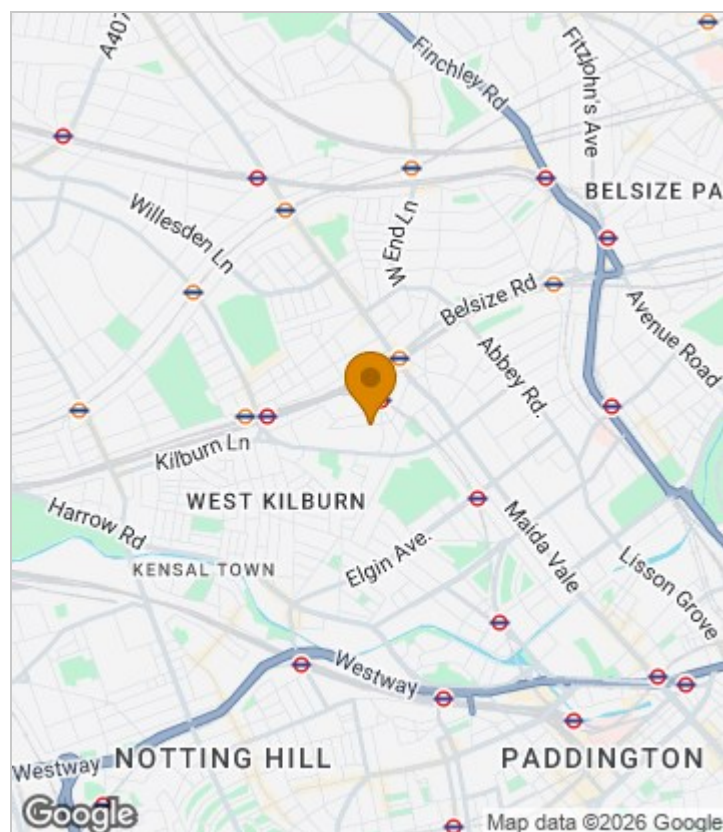 A407
Finchley Rd
Fitzjohn's Ave
BELSIZE PA
Willesden Ln
W End Ln
Belsize Rd
Avenue Road
Abbey Rd.
Kilburn Ln
WEST KILBURN
Harrow Rd
Maida Vale
Elgin Ave.
KENSAL TOWN
Lisson Grove
Westway
NOTTING HILL
PADDINGTON
Westway
Google
Map data ©2026 Google